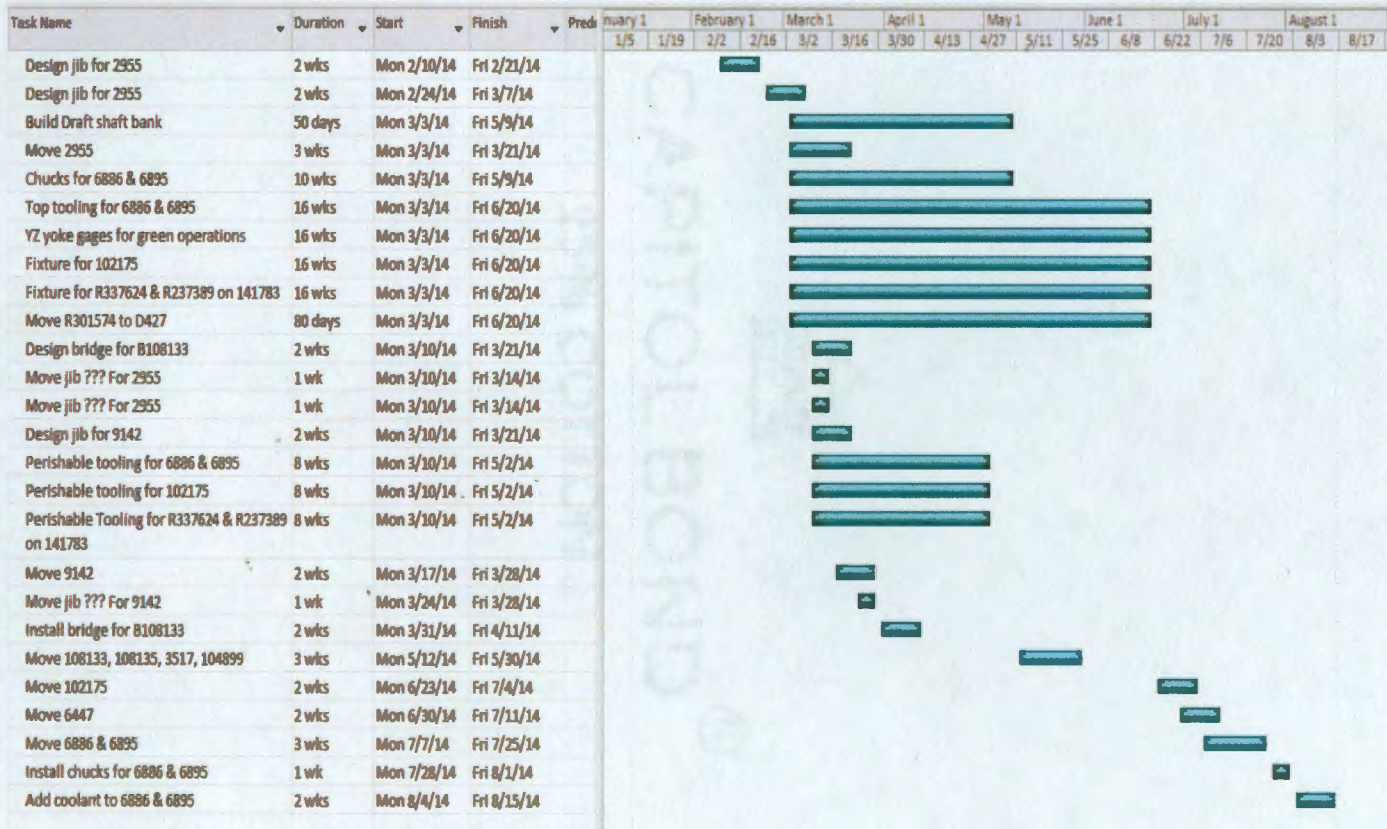 Task Name Duration Start Finish Pred nuary 1 February 1 March 1 April 1 May 1 June 1 July 1 August 1
1/5 1/19 2/2 2/16 3/2 3/16 3/30 4/13 4/27 5/11 5/25 6/8 6/22 7/6 7/20 8/3 8/17
Design jib for 2955 2 wks Mon 2/10/14 Fri 2/21/14
Design jib for 2955 2 wks Mon 2/24/14 Fri 3/7/14
Build Draft shaft bank 50 days Mon 3/3/14 Fri 5/9/14
Move 2955 3 wks Mon 3/3/14 Fri 3/21/14
Chucks for 6886 & 6895 10 wks Mon 3/3/14 Fri 5/9/14
Top tooling for 6886 & 6895 16 wks Mon 3/3/14 Fri 6/20/14
YZ yoke gages for green operations 16 wks Mon 3/3/14 Fri 6/20/14
Fixture for 102175 16 wks Mon 3/3/14 Fri 6/20/14
Fixture for R337624 & R237389 on 141783 16 wks Mon 3/3/14 Fri 6/20/14
Move R301574 to D427 80 days Mon 3/3/14 Fri 6/20/14
Design bridge for B108133 2 wks Mon 3/10/14 Fri 3/21/14
Move jib ??? For 2955 1 wk Mon 3/10/14 Fri 3/14/14
Move jib ??? For 2955 1 wk Mon 3/10/14 Fri 3/14/14
Design jib for 9142 2 wks Mon 3/10/14 Fri 3/21/14
Perishable tooling for 6886 & 6895 8 wks Mon 3/10/14 Fri 5/2/14
Perishable tooling for 102175 8 wks Mon 3/10/14 Fri 5/2/14
Perishable Tooling for R337624 & R237389 8 wks Mon 3/10/14 Fri 5/2/14
on 141783
Move 9142 2 wks Mon 3/17/14 Fri 3/28/14
Move jib ??? For 9142 1 wk Mon 3/24/14 Fri 3/28/14
Install bridge for B108133 2 wks Mon 3/31/14 Fri 4/11/14
Move 108133, 108135, 3517, 104899 3 wks Mon 5/12/14 Fri 5/30/14
Move 102175 2 wks Mon 6/23/14 Fri 7/4/14
Move 6447 2 wks Mon 6/30/14 Fri 7/11/14
Move 6886 & 6895 3 wks Mon 7/7/14 Fri 7/25/14
Install chucks for 6886 & 6895 1 wk Mon 7/28/14 Fri 8/1/14
Add coolant to 6886 & 6895 2 wks Mon 8/4/14 Fri 8/15/14
CAPITOL BOND
25% COTTON